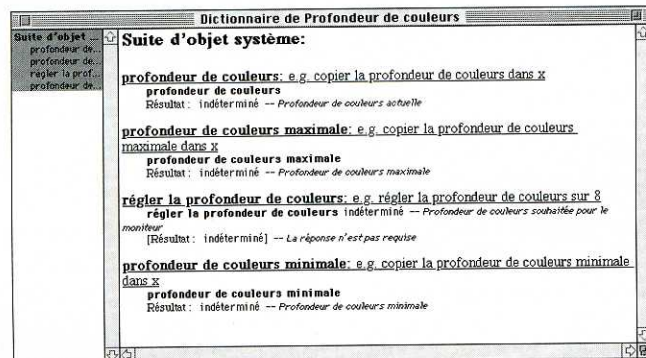 Dictionnaire de Profondeur de couleurs
Suite d'objet ...
profondeur de...
profondeur de...
régler la prof...
profondeur de...
Suite d'objet système:
profondeur de couleurs: e.g. copier la profondeur de couleurs dans x
profondeur de couleurs
Résultat: indéterminé -- Profondeur de couleurs actuelle
profondeur de couleurs maximale: e.g. copier la profondeur de couleurs
maximale dans x
profondeur de couleurs maximale
Résultat: indéterminé -- Profondeur de couleurs maximale
régler la profondeur de couleurs: e.g. régler la profondeur de couleurs sur 8
régler la profondeur de couleurs indéterminé -- Profondeur de couleurs souhaitée pour le
moniteur
[Résultat: indéterminé] -- La réponse n'est pas requise
profondeur de couleurs minimale: e.g. copier la profondeur de couleurs minimale
dans x
profondeur de couleurs minimale
Résultat: indéterminé -- Profondeur de couleurs minimale